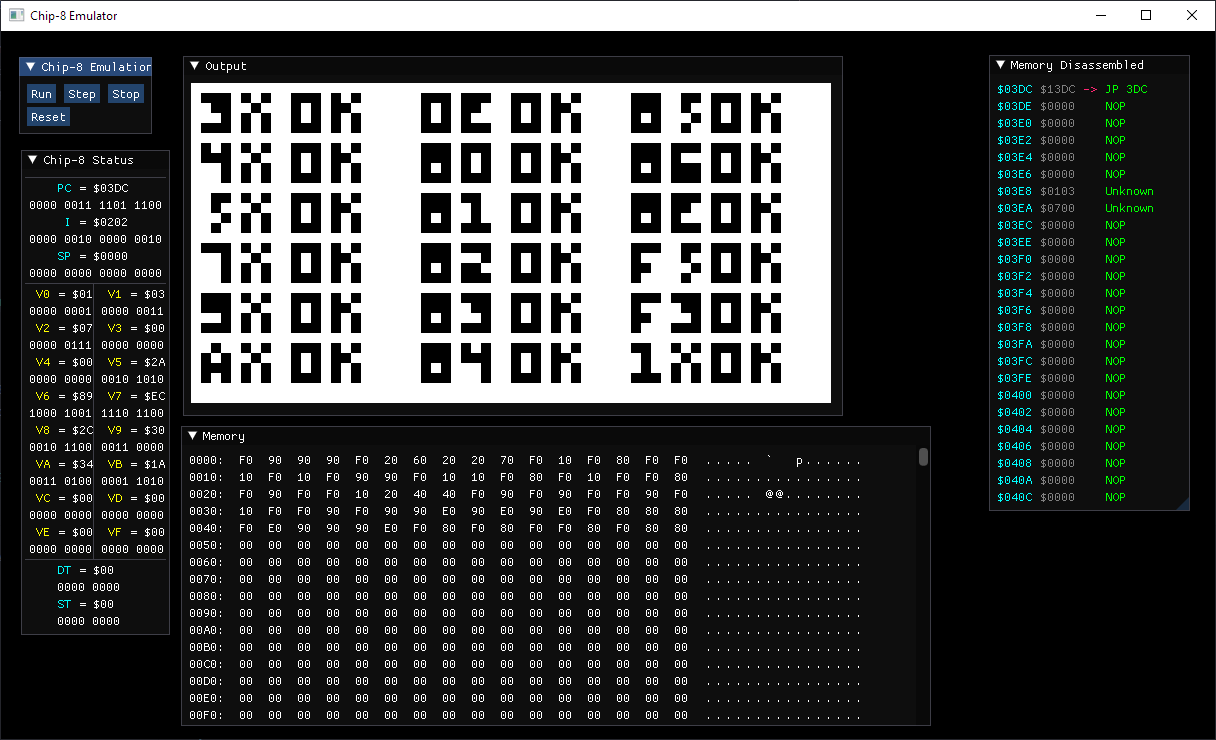 Chip-8 Emulator
Chip-8 Emulation
Run Step Stop
Reset
Chip-8 Status
PC = $03DC
0000 0011 1101 1100
I = $0202
0000 0010 0000 0010
SP = $0000
0000 0000 0000 0000
V0 = $01 V1 = $03
0000 0001 0000 0011
V2 = $07 V3 = $00
0000 0111 0000 0000
V4 = $00 V5 = $2A
0000 0000 0010 1010
V6 = $89 V7 = $EC
1000 1001 1110 1100
V8 = $2C V9 = $30
0010 1100 0011 0000
VA = $34 VB = $1A
0011 0100 0001 1010
VC = $00 VD = $00
0000 0000 0000 0000
VE = $00 VF = $00
0000 0000 0000 0000
DT = $00
0000 0000
ST = $00
0000 0000
Output
3X OK 0E OK 85OK
4X OK 80 OK 86OK
5X OK 81 OK 8EOK
7X OK 82 OK F5OK
9X OK 83 OK F3OK
AX OK 84 OK 1XOK
Memory
0000: F0 90 90 90 F0 20 60 20 20 70 F0 10 F0 80 F0 F0 ..... ` p......
0010: 10 F0 10 F0 90 90 F0 10 10 F0 80 F0 10 F0 F0 80 ................
0020: F0 90 F0 F0 10 20 40 40 F0 90 F0 90 F0 F0 90 F0 ..... @@........
0030: 10 F0 F0 90 F0 90 90 E0 90 E0 90 E0 F0 80 80 80 ................
0040: F0 E0 90 90 90 E0 F0 80 F0 80 F0 F0 80 F0 80 80 ................
0050: 00 00 00 00 00 00 00 00 00 00 00 00 00 00 00 00 ................
0060: 00 00 00 00 00 00 00 00 00 00 00 00 00 00 00 00 ................
0070: 00 00 00 00 00 00 00 00 00 00 00 00 00 00 00 00 ................
0080: 00 00 00 00 00 00 00 00 00 00 00 00 00 00 00 00 ................
0090: 00 00 00 00 00 00 00 00 00 00 00 00 00 00 00 00 ................
00A0: 00 00 00 00 00 00 00 00 00 00 00 00 00 00 00 00 ................
00B0: 00 00 00 00 00 00 00 00 00 00 00 00 00 00 00 00 ................
00C0: 00 00 00 00 00 00 00 00 00 00 00 00 00 00 00 00 ................
00D0: 00 00 00 00 00 00 00 00 00 00 00 00 00 00 00 00 ................
00E0: 00 00 00 00 00 00 00 00 00 00 00 00 00 00 00 00 ................
00F0: 00 00 00 00 00 00 00 00 00 00 00 00 00 00 00 00 ................
Memory Disassembled
$03DC $13DC -> JP 3DC
$03DE $0000 NOP
$03E0 $0000 NOP
$03E2 $0000 NOP
$03E4 $0000 NOP
$03E6 $0000 NOP
$03E8 $0103 Unknown
$03EA $0700 Unknown
$03EC $0000 NOP
$03EE $0000 NOP
$03F0 $0000 NOP
$03F2 $0000 NOP
$03F4 $0000 NOP
$03F6 $0000 NOP
$03F8 $0000 NOP
$03FA $0000 NOP
$03FC $0000 NOP
$03FE $0000 NOP
$0400 $0000 NOP
$0402 $0000 NOP
$0404 $0000 NOP
$0406 $0000 NOP
$0408 $0000 NOP
$040A $0000 NOP
$040C $0000 NOP